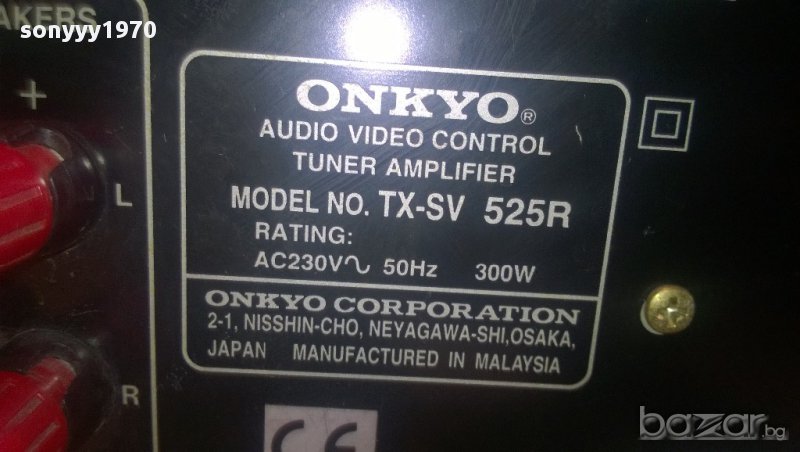 AKERS
sonyyy1970
+
L
R
ONKYO®
AUDIO VIDEO CONTROL
TUNER AMPLIFIER
MODEL NO. TX-SV 525R
RATING:
AC230V∿ 50Hz 300W
ONKYO CORPORATION
2-1, NISSHIN-CHO, NEYAGAWA-SHI,OSAKA,
JAPAN MANUFACTURED IN MALAYSIA
CE
bazar.bg